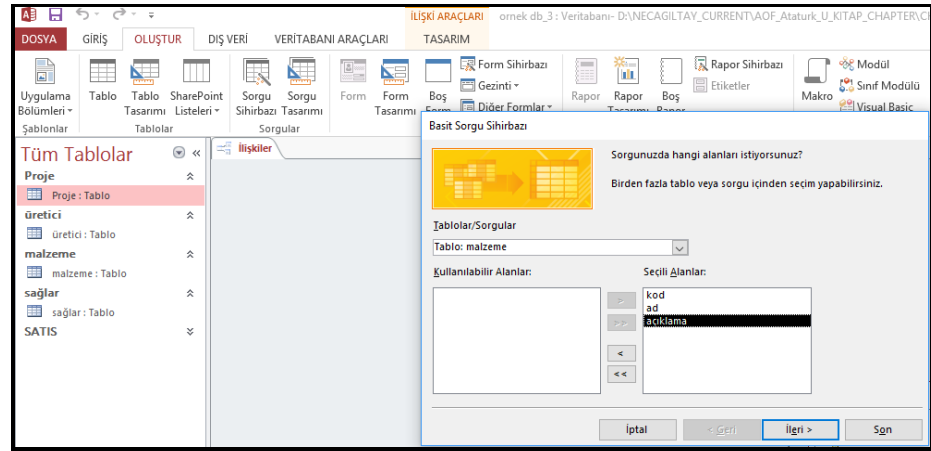 İLİŞKİ ARAÇLARI ornek db_3 : Veritabanı- D:\NECAGILTAY_CURRENT\AOF_Ataturk_U_KITAP_CHAPTER\
DOSYA GİRİŞ OLUŞTUR DIŞ VERİ VERİTABANI ARAÇLARI TASARIM
Uygulama Bölümleri
Tablo
Tablo Tasarımı
SharePoint Listeleri
Sorgu Sihirbazı
Sorgu Tasarımı
Form
Form Tasarımı
Boş Form
Form Sihirbazı
Gezinti
Diğer Formlar
Rapor
Rapor Tasarımı
Boş Rapor
Rapor Sihirbazı
Etiketler
Makro
Modül
Sınıf Modülü
Visual Basic
Şablonlar Tablolar Sorgular
Tüm Tablolar
Proje
Proje : Tablo
üretici
üretici : Tablo
malzeme
malzeme : Tablo
sağlar
sağlar : Tablo
SATIS
İlişkiler
Basit Sorgu Sihirbazı
Sorgunuzda hangi alanları istiyorsunuz?
Birden fazla tablo veya sorgu içinden seçim yapabilirsiniz.
Tablolar/Sorgular
Tablo: malzeme
Kullanılabilir Alanlar: Seçili Alanlar:
kod
ad
açıklama
>
>>
<
<<
İptal < Geri İleri > Son